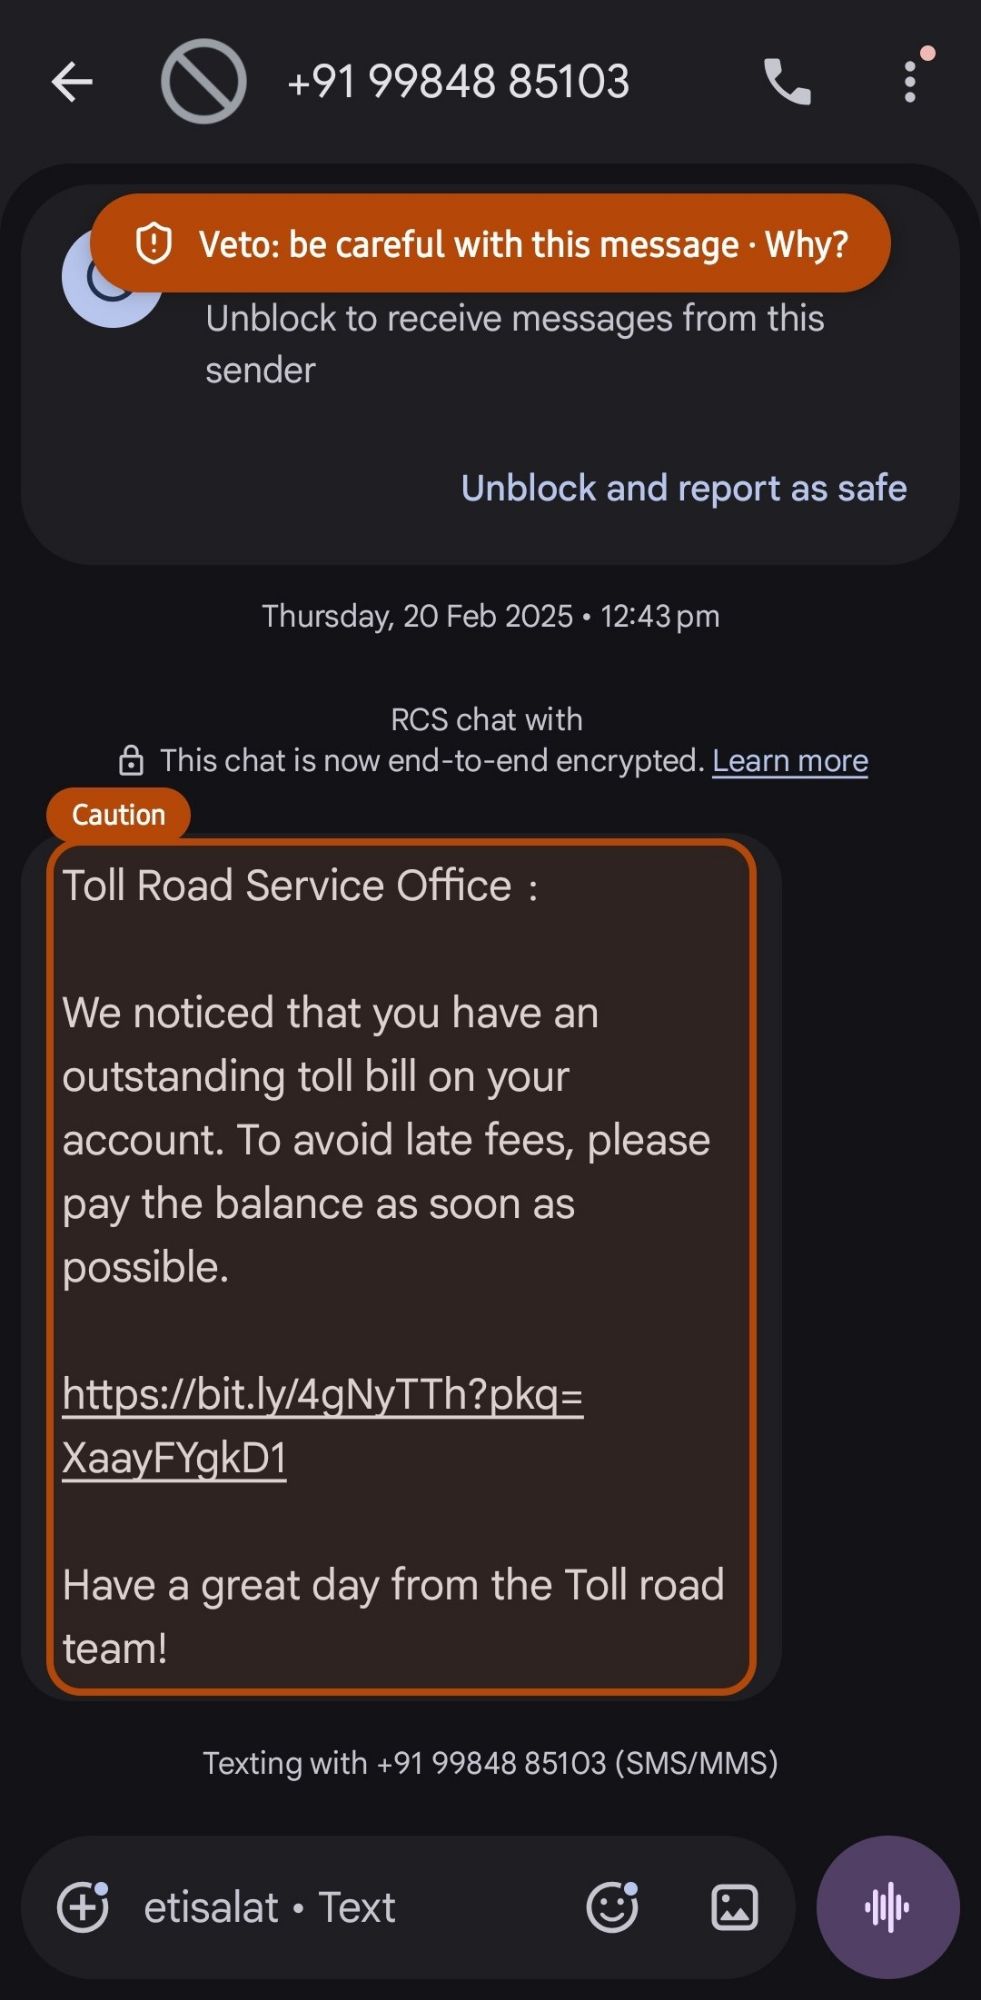 +91 99848 85103
Veto: be careful with this message · Why?
Unblock to receive messages from this
sender
Unblock and report as safe
Thursday, 20 Feb 2025 • 12:43 pm
RCS chat with
This chat is now end-to-end encrypted. Learn more
Caution
Toll Road Service Office :
We noticed that you have an
outstanding toll bill on your
account. To avoid late fees, please
pay the balance as soon as
possible.
https://bit.ly/4gNyTTh?pkq=
XaayFYgkD1
Have a great day from the Toll road
team!
Texting with +91 99848 85103 (SMS/MMS)
etisalat • Text